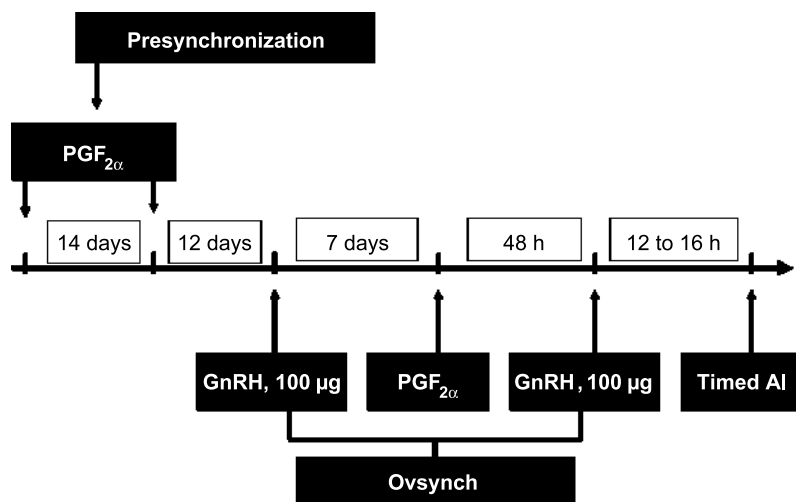 Presynchronization
PGF2α
14 days
12 days
7 days
48 h
12 to 16 h
GnRH, 100 µg
PGF2α
GnRH, 100 µg
Timed AI
Ovsynch